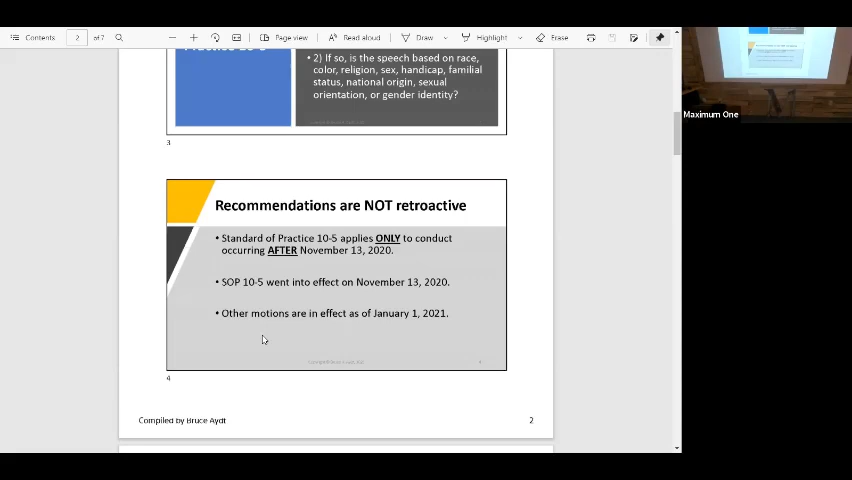 Contents
2
of 7
Page view
Read aloud
Draw
Highlight
Erase
2) If so, is the speech based on race,
color, religion, sex, handicap, familial
status, national origin, sexual
orientation, or gender identity?
3
Maximum One
Recommendations are NOT retroactive
• Standard of Practice 10-5 applies ONLY to conduct
occurring AFTER November 13, 2020.
• SOP 10-5 went into effect on November 13, 2020.
• Other motions are in effect as of January 1, 2021.
4
4
Compiled by Bruce Aydt
2